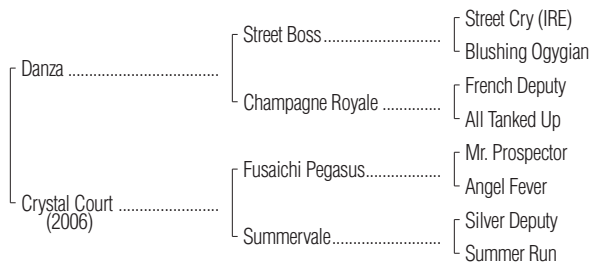 Street Cry (IRE)
Street Boss
Blushing Ogygian
Danza
French Deputy
Champagne Royale
All Tanked Up
Mr. Prospector
Fusaichi Pegasus
Angel Fever
Crystal Court
(2006)
Silver Deputy
Summervale
Summer Run